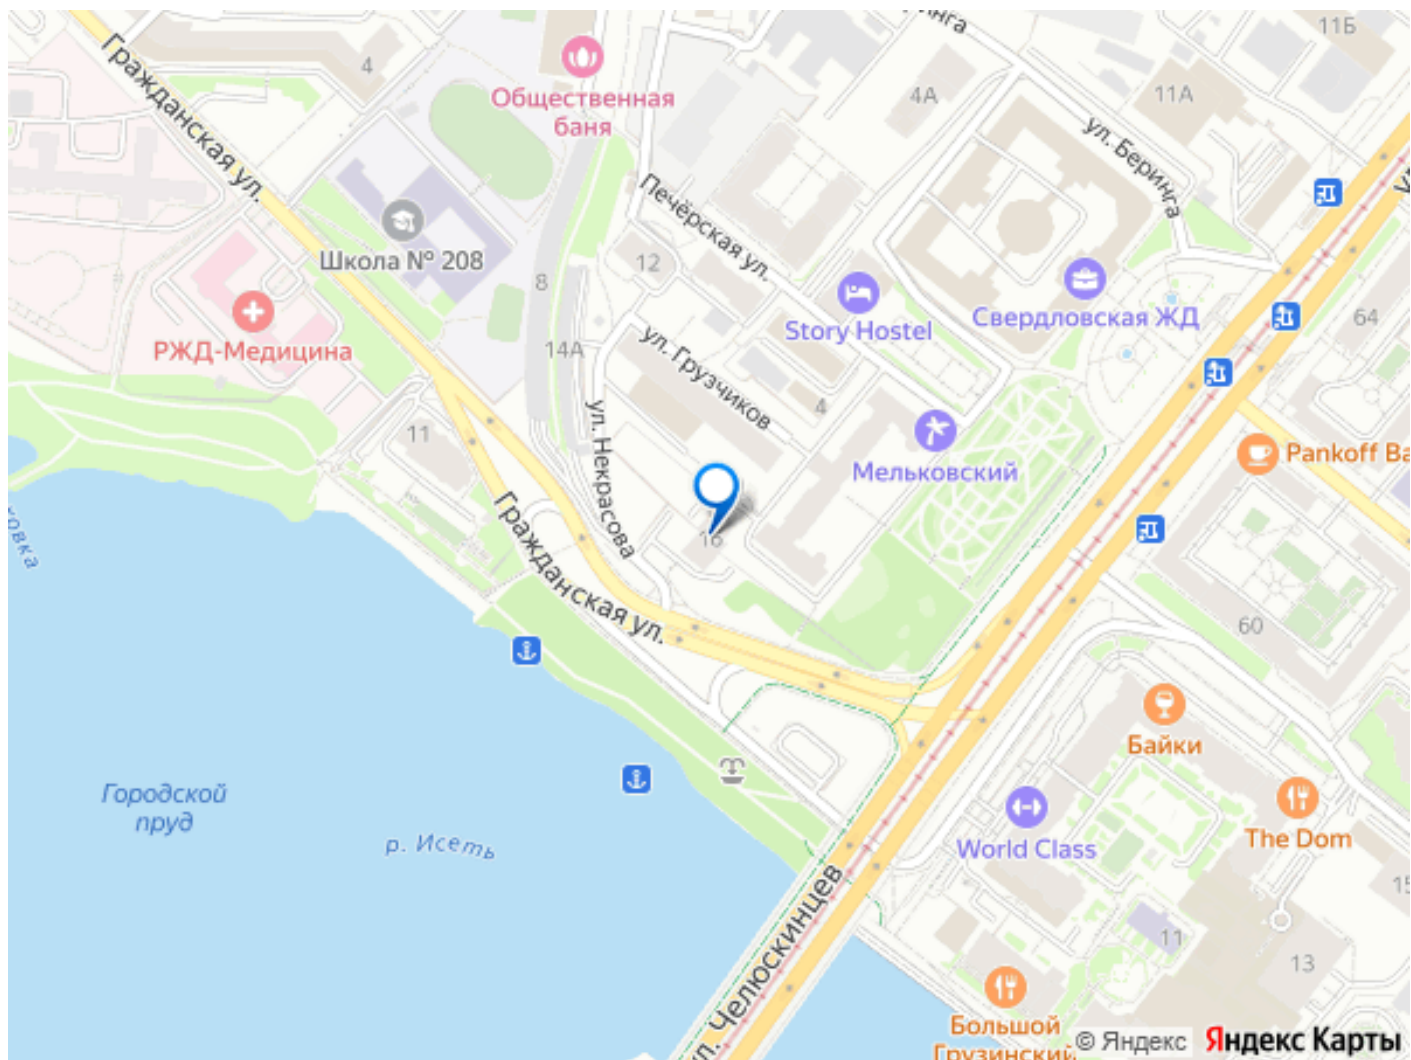 11Б
4
Общественная
баня
4А
11А
Гражданская ул.
ул. Беринга
Печёрская ул.
Школа № 208
12
8
Story Hostel
Свердловская ЖД
64
РЖД-Медицина
14А
ул. Грузчиков
4
11
ул. Некрасова
Мельковский
Pankoff Ba
16
Гражданская ул.
60
Байки
Городской
пруд
р. Исеть
World Class
The Dom
ул. Челюскинцев
15
11
13
Большой
Грузинский
© Яндекс
Яндекс Карты